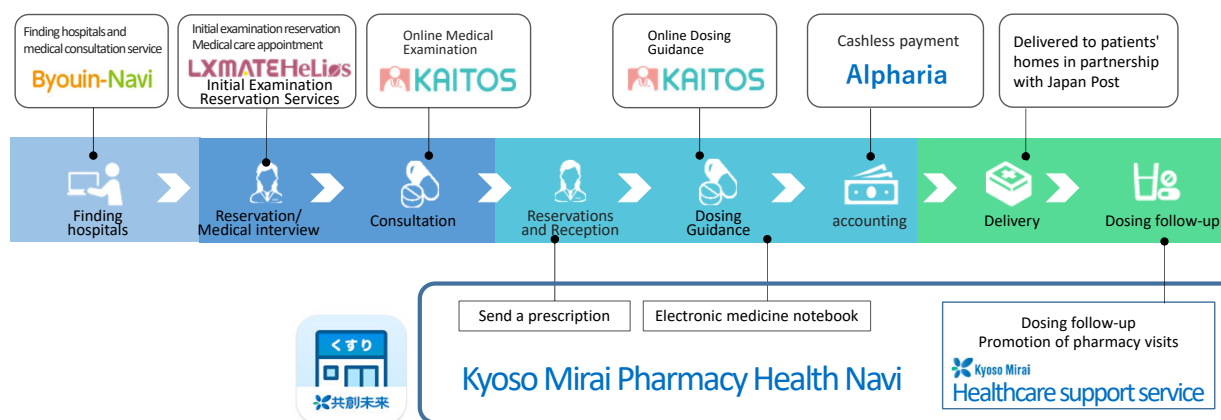 Finding hospitals and
medical consultation service
Byouin-Navi
Initial examination reservation
Medical care appointment
LXMATEHeLiøs
Initial Examination
Reservation Services
Online Medical
Examination
KAITOS
Online Dosing
Guidance
KAITOS
Cashless payment
Alpharia
Delivered to patients'
homes in partnership
with Japan Post
Finding
hospitals
Reservation/
Medical interview
Consultation
Reservations
and Reception
Dosing
Guidance
accounting
Delivery
Dosing follow-up
Send a prescription
Electronic medicine notebook
Dosing follow-up
Promotion of pharmacy visits
Kyoso Mirai
Healthcare support service
くすり
共創未来
Kyoso Mirai Pharmacy Health Navi